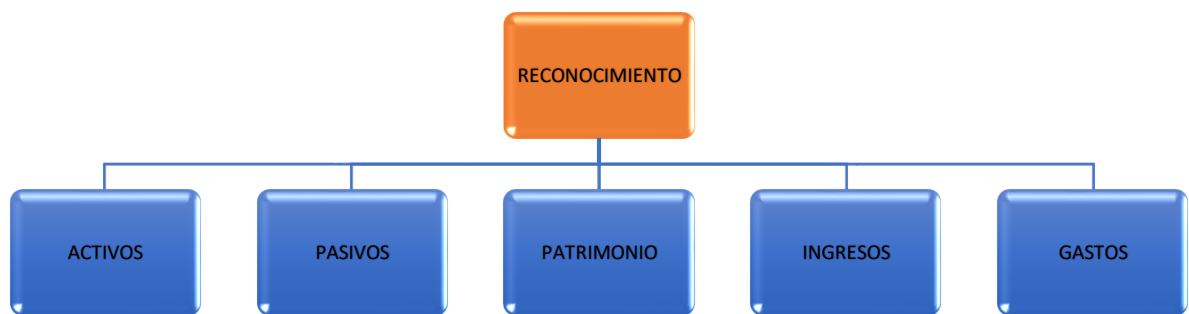 RECONOCIMIENTO
ACTIVOS
PASIVOS
PATRIMONIO
INGRESOS
GASTOS